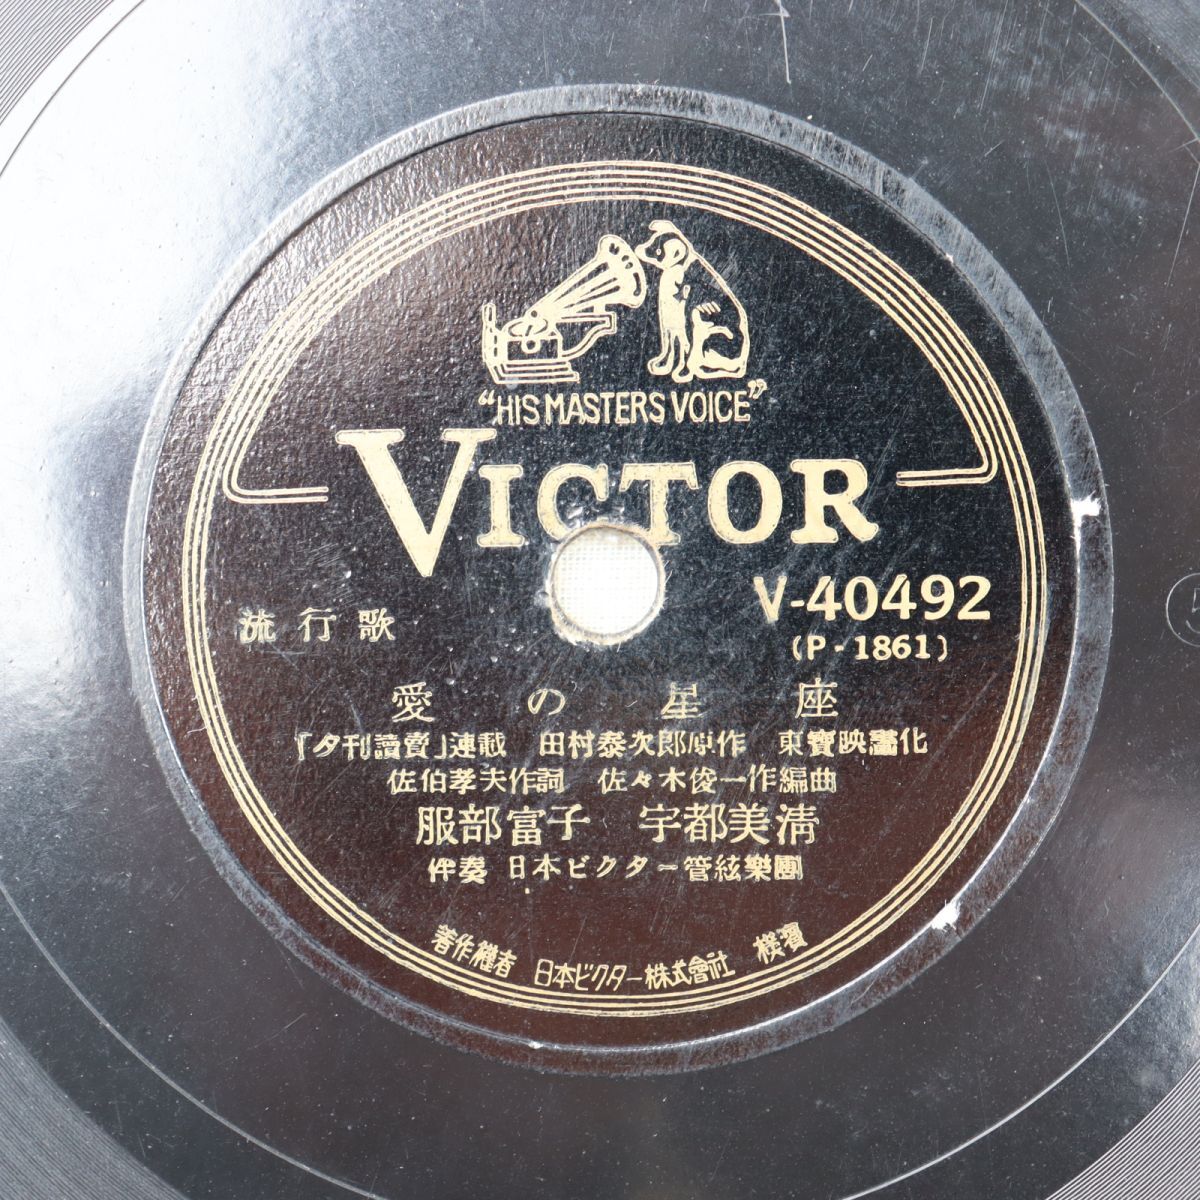 “HIS MASTERS VOICE”
VICTOR
V-40492
(P-1861)
流行歌
愛の星座
「夕刊讀賣」連載 田村泰次郎原作 東寶映畫化
佐伯孝夫作詞 佐々木俊一作編曲
服部富子 宇都美淸
伴奏 日本ビクター管絃樂團
著作權者 日本ビクター株式會社 橫濱